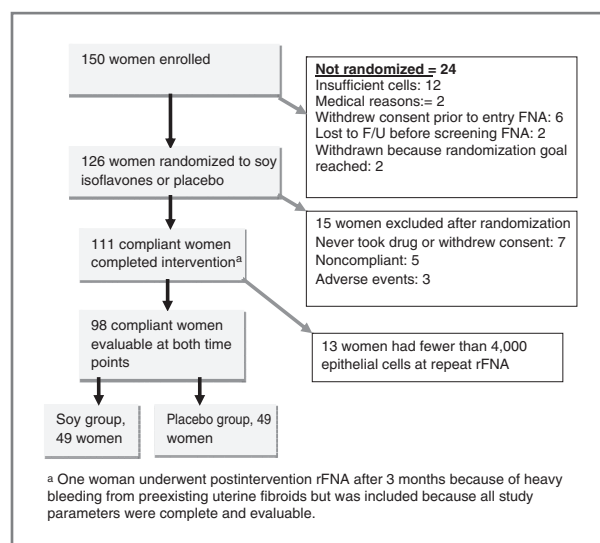 150 women enrolled
Not randomized = 24
Insufficient cells: 12
Medical reasons:= 2
Withdrew consent prior to entry FNA: 6
Lost to F/U before screening FNA: 2
Withdrawn because randomization goal
reached: 2
126 women randomized to soy
isoflavones or placebo
15 women excluded after randomization
Never took drug or withdrew consent: 7
Noncompliant: 5
Adverse events: 3
111 compliant women
completed interventionᵃ
98 compliant women
evaluable at both time
points
13 women had fewer than 4,000
epithelial cells at repeat rFNA
Soy group,
49 women
Placebo group, 49
women
ᵃ One woman underwent postintervention rFNA after 3 months because of heavy
bleeding from preexisting uterine fibroids but was included because all study
parameters were complete and evaluable.